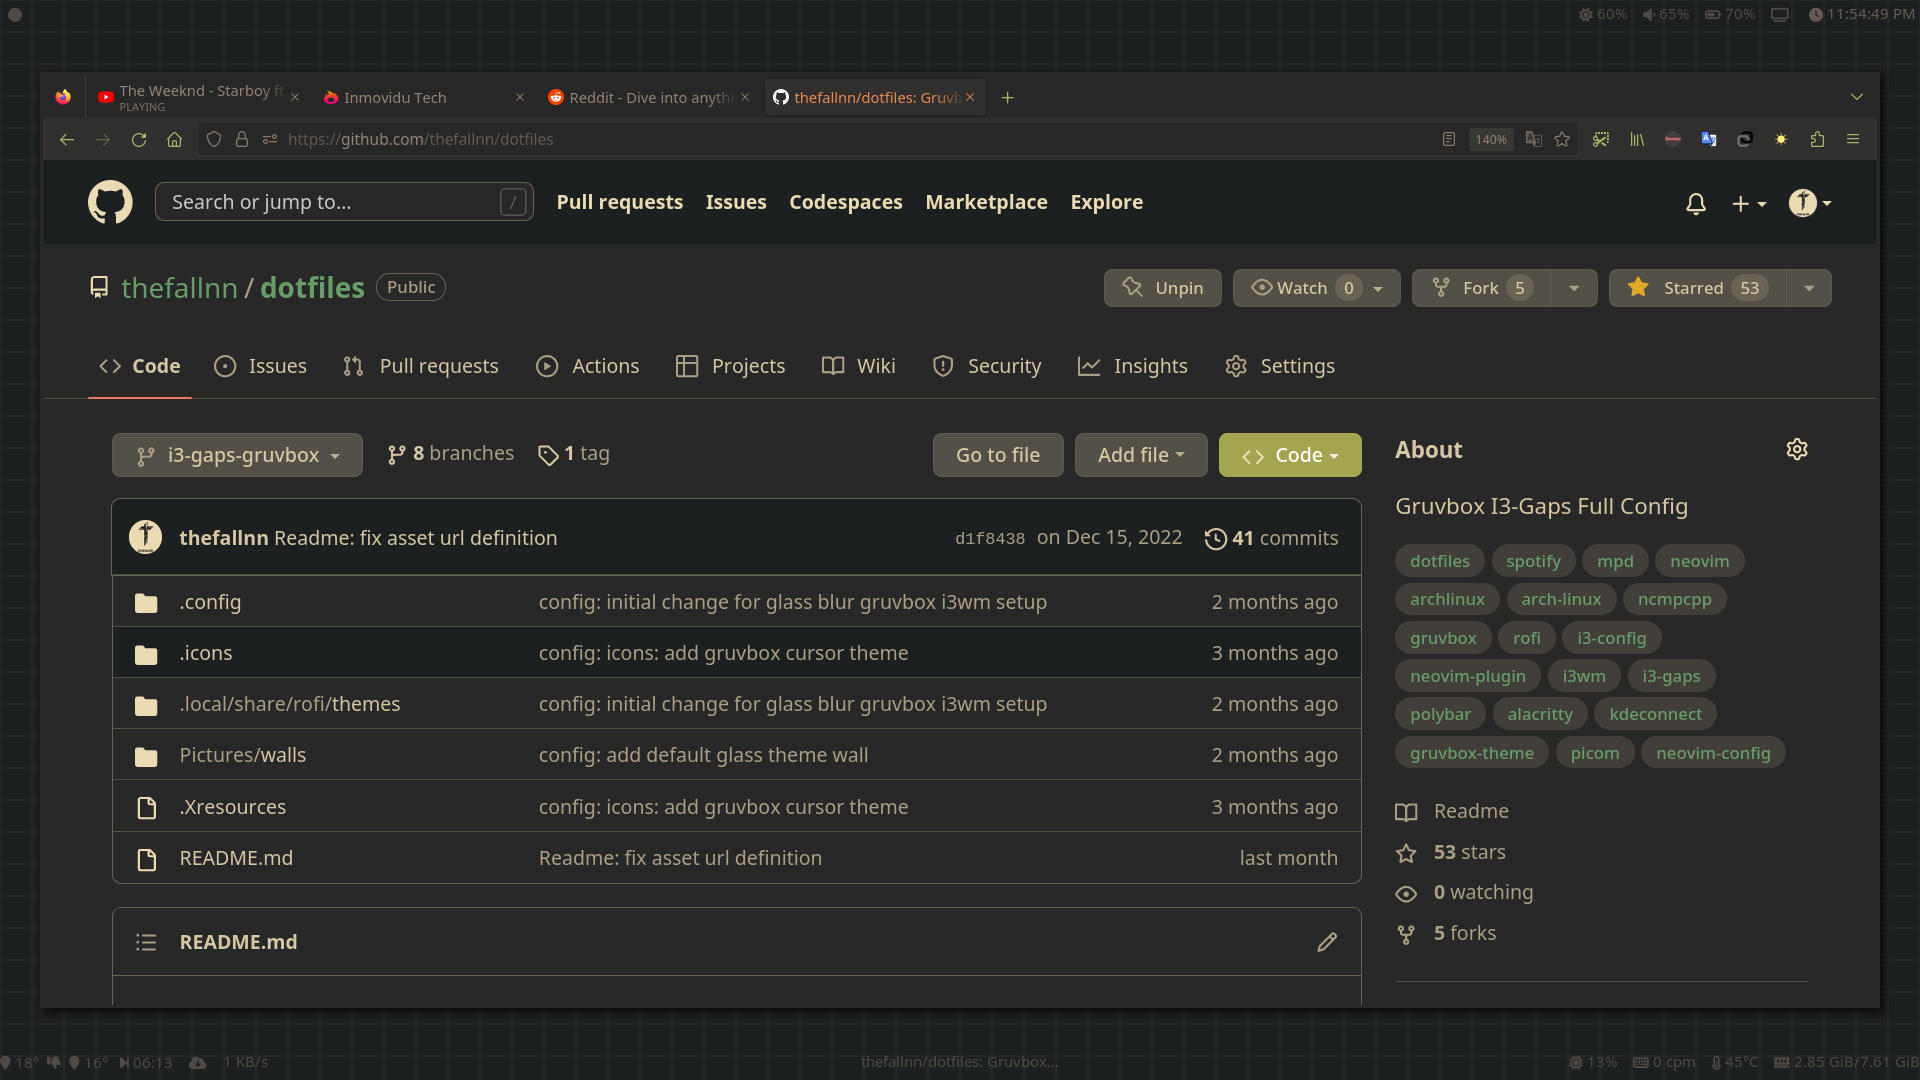 60% 65% 70% 11:54:49 PM
The Weeknd - Starboy ft
PLAYING
Inmovidu Tech
Reddit - Dive into anythi
thefallnn/dotfiles: Gruvb
https://github.com/thefallnn/dotfiles
140%
Search or jump to...
/
Pull requests Issues Codespaces Marketplace Explore
thefallnn / dotfiles Public
Unpin Watch 0 Fork 5 Starred 53
Code Issues Pull requests Actions Projects Wiki Security Insights Settings
i3-gaps-gruvbox 8 branches 1 tag Go to file Add file Code
thefallnn Readme: fix asset url definition d1f8438 on Dec 15, 2022 41 commits
.config config: initial change for glass blur gruvbox i3wm setup 2 months ago
.icons config: icons: add gruvbox cursor theme 3 months ago
.local/share/rofi/themes config: initial change for glass blur gruvbox i3wm setup 2 months ago
Pictures/walls config: add default glass theme wall 2 months ago
.Xresources config: icons: add gruvbox cursor theme 3 months ago
README.md Readme: fix asset url definition last month
README.md
About
Gruvbox I3-Gaps Full Config
dotfiles spotify mpd neovim
archlinux arch-linux ncmpcpp
gruvbox rofi i3-config
neovim-plugin i3wm i3-gaps
polybar alacritty kdeconnect
gruvbox-theme picom neovim-config
Readme
53 stars
0 watching
5 forks
18° 16° 06:13 1 KB/s
thefallnn/dotfiles: Gruvbox...
13% 0 cpm 45°C 2.85 GiB/7.61 GiB